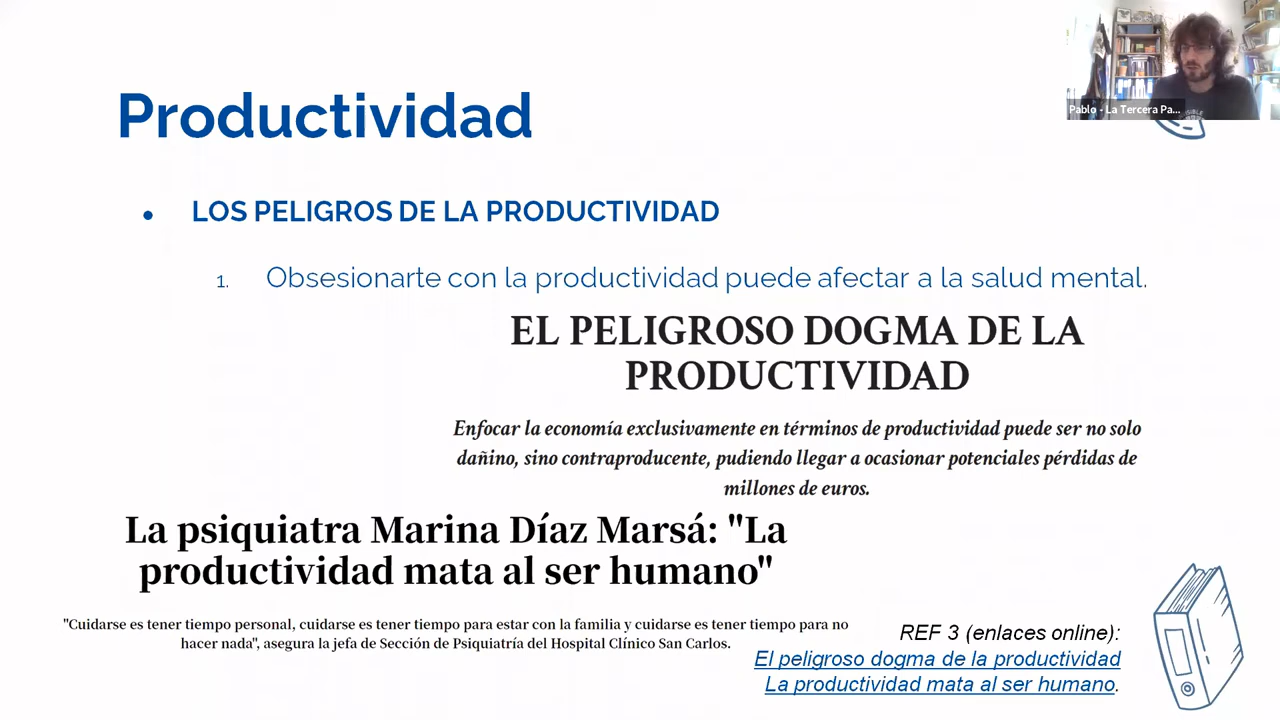 Productividad
Pablo - La Tercera Pa...
● LOS PELIGROS DE LA PRODUCTIVIDAD
1. Obsesionarte con la productividad puede afectar a la salud mental.
EL PELIGROSO DOGMA DE LA
PRODUCTIVIDAD
Enfocar la economía exclusivamente en términos de productividad puede ser no solo
dañino, sino contraproducente, pudiendo llegar a ocasionar potenciales pérdidas de
millones de euros.
La psiquiatra Marina Díaz Marsá: "La
productividad mata al ser humano"
"Cuidarse es tener tiempo personal, cuidarse es tener tiempo para estar con la familia y cuidarse es tener tiempo para no
hacer nada", asegura la jefa de Sección de Psiquiatría del Hospital Clínico San Carlos.
REF 3 (enlaces online):
El peligroso dogma de la productividad
La productividad mata al ser humano.